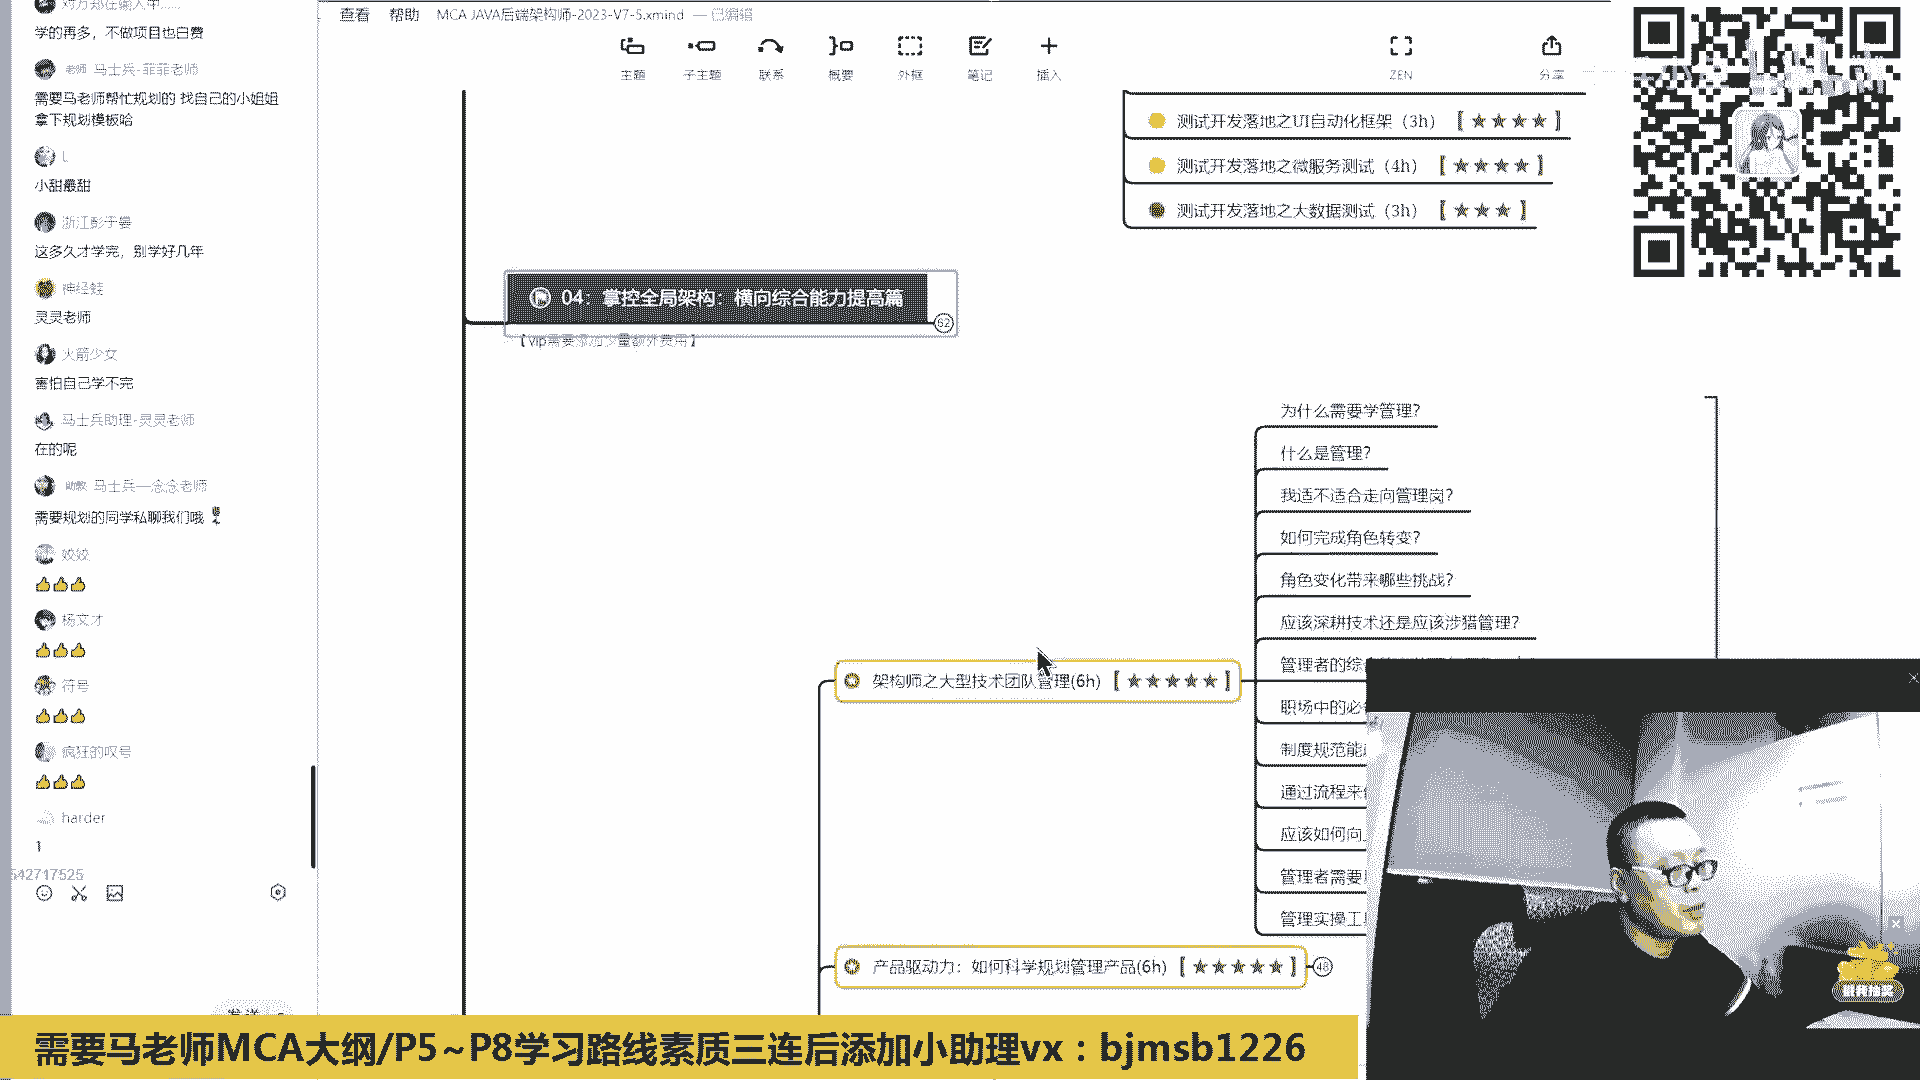 对方郑在输入中......
学的再多，不做项目也白费
老师 马士兵-菲菲老师
需要马老师帮忙规划的 找自己的小姐姐
拿下规划模板哈
L
小甜最甜
浙江彭于晏
这多久才学完，别学好几年
神经蛙
灵灵老师
火箭少女
害怕自己学不完
马士兵助理-灵灵老师
在的呢
助教 马士兵—念念老师
需要规划的同学私聊我们哦
姣姣
杨文才
符号
疯狂的叹号
harder
1
542717525
查看 帮助 MCA JAVA后端架构师-2023-V7-5.xmind — 已编辑
主题 子主题 联系 概要 外框 笔记 插入 ZEN 分享
测试开发落地之UI自动化框架（3h）【★★★★】
测试开发落地之微服务测试（4h）【★★★★】
测试开发落地之大数据测试（3h）【★★★】
04：掌控全局架构：横向综合能力提高篇
62
【vip需要添加少量额外费用】
为什么需要学管理？
什么是管理？
我适不适合走向管理岗？
如何完成角色转变？
角色变化带来哪些挑战？
应该深耕技术还是应该涉猎管理？
管理者的综
架构师之大型技术团队管理(6h)【★★★★★】
职场中的必
制度规范能
通过流程来
应该如何向
管理者需要
管理实操工
产品驱动力：如何科学规划管理产品(6h)【★★★★★】
48
需要马老师MCA大纲/P5~P8学习路线素质三连后添加小助理vx：bjmsb1226